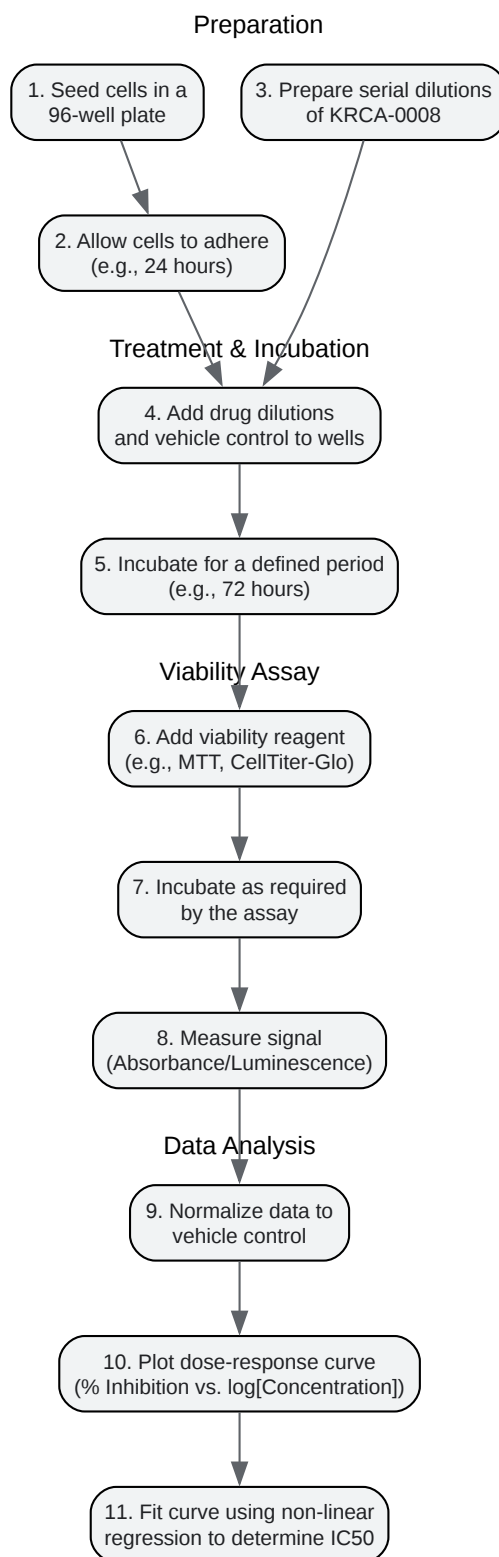 Preparation
1. Seed cells in a
96-well plate
3. Prepare serial dilutions
of KRCA-0008
2. Allow cells to adhere
(e.g., 24 hours)
Treatment & Incubation
4. Add drug dilutions
and vehicle control to wells
5. Incubate for a defined period
(e.g., 72 hours)
Viability Assay
6. Add viability reagent
(e.g., MTT, CellTiter-Glo)
7. Incubate as required
by the assay
8. Measure signal
(Absorbance/Luminescence)
Data Analysis
9. Normalize data to
vehicle control
10. Plot dose-response curve
(% Inhibition vs. log[Concentration])
11. Fit curve using non-linear
regression to determine IC50